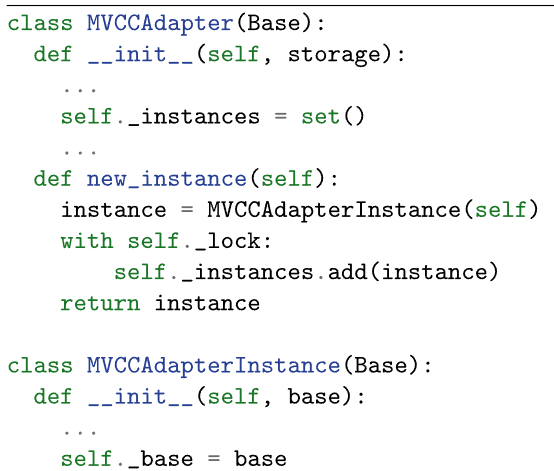 class MVCCAdapter(Base):
  def __init__(self, storage):
    ...
    self._instances = set()
    ...
  def new_instance(self):
    instance = MVCCAdapterInstance(self)
    with self._lock:
        self._instances.add(instance)
    return instance

class MVCCAdapterInstance(Base):
  def __init__(self, base):
    ...
    self._base = base